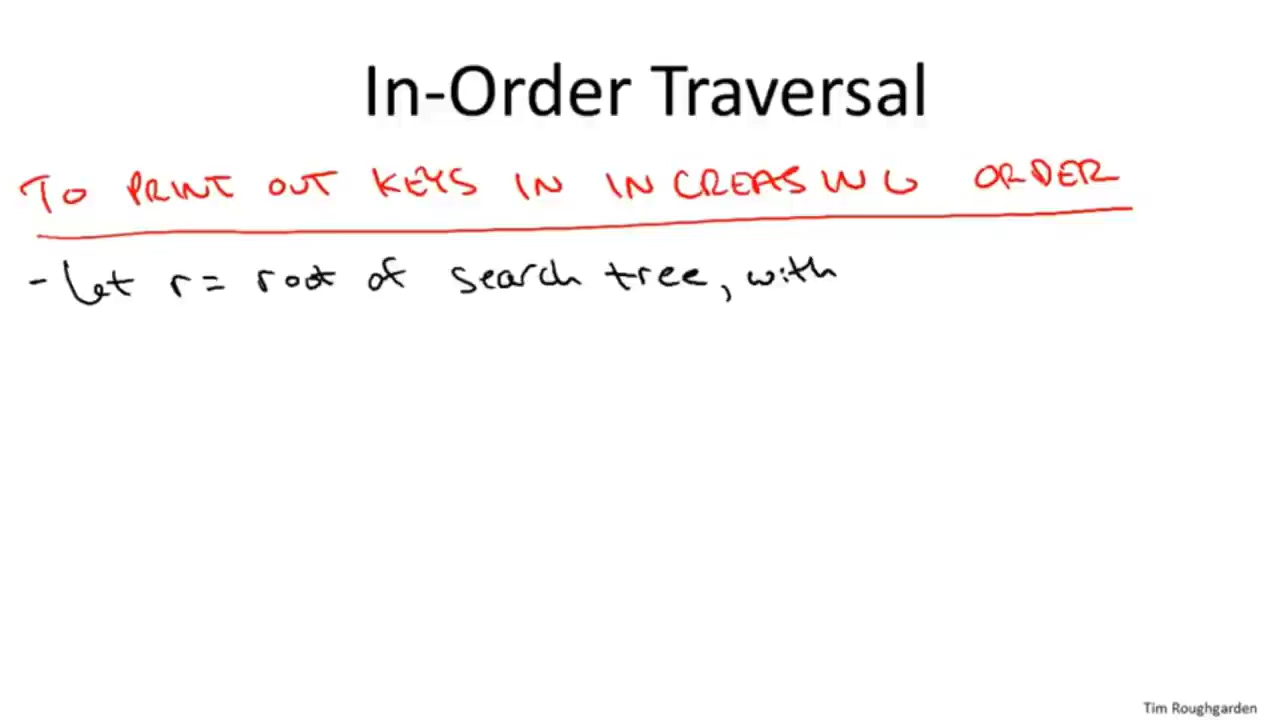 In-Order Traversal
TO PRINT OUT KEYS IN INCREASING ORDER
- Let r = root of search tree, with
Tim Roughgarden